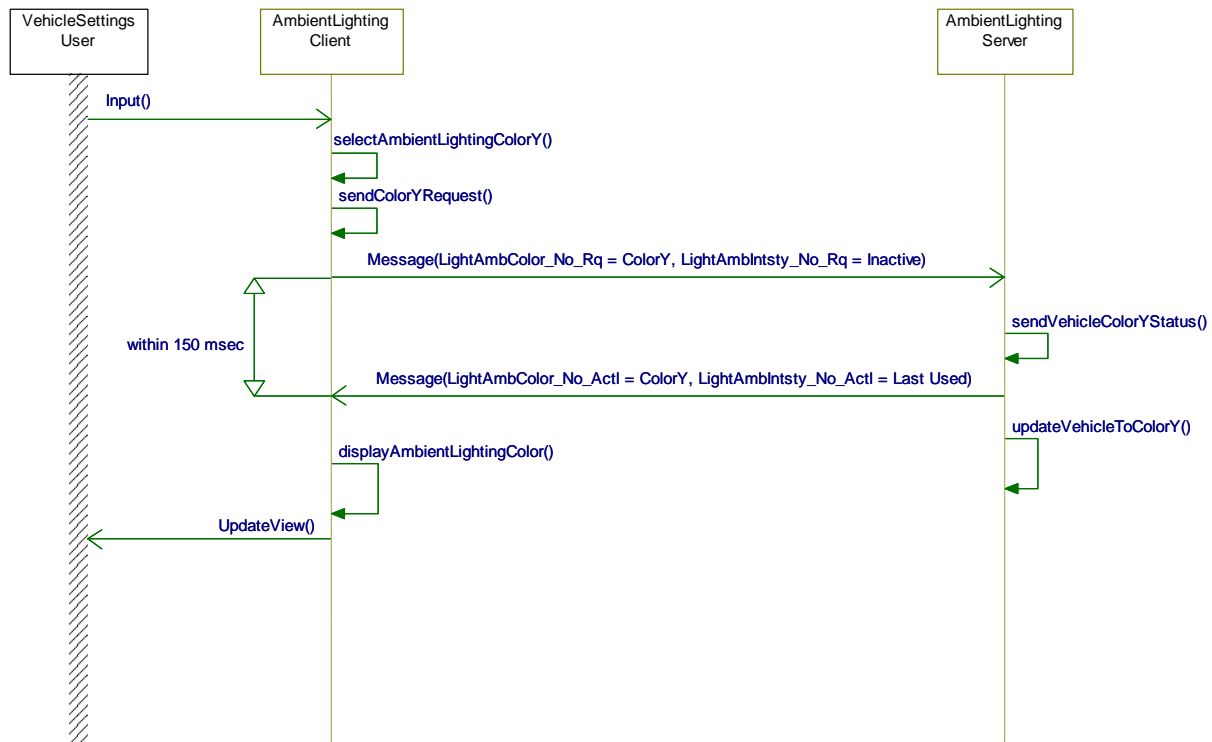 VehicleSettings
User
AmbientLighting
Client
AmbientLighting
Server
Input()
selectAmbientLightingColorY()
sendColorYRequest()
Message(LightAmbColor_No_Rq = ColorY, LightAmbIntsty_No_Rq = Inactive)
sendVehicleColorYStatus()
within 150 msec
Message(LightAmbColor_No_Actl = ColorY, LightAmbIntsty_No_Actl = Last Used)
updateVehicleToColorY()
displayAmbientLightingColor()
UpdateView()